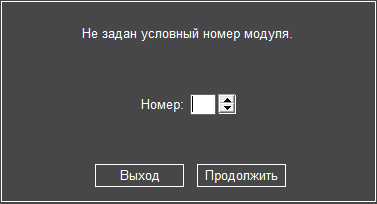 Не задан условный номер модуля.
Номер:
Выход Продолжить